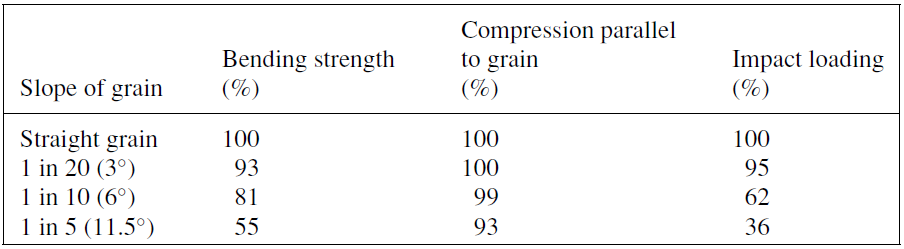 Compression parallel
Bending strength to grain Impact loading
Slope of grain (%) (%) (%)
Straight grain 100 100 100
1 in 20 (3°) 93 100 95
1 in 10 (6°) 81 99 62
1 in 5 (11.5°) 55 93 36